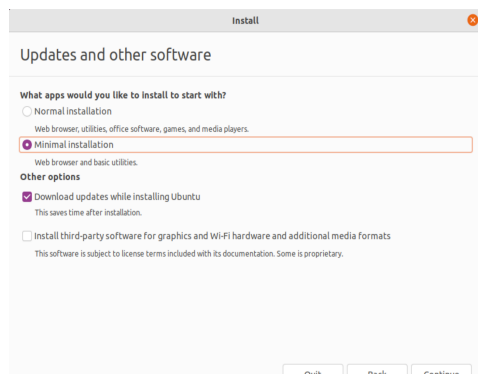 Install
Updates and other software
What apps would you like to install to start with?
Normal installation
Web browser, utilities, office software, games, and media players.
Minimal installation
Web browser and basic utilities.
Other options
Download updates while installing Ubuntu
This saves time after installation.
Install third-party software for graphics and Wi-Fi hardware and additional media formats
This software is subject to license terms included with its documentation. Some is proprietary.
Quit Back Continue